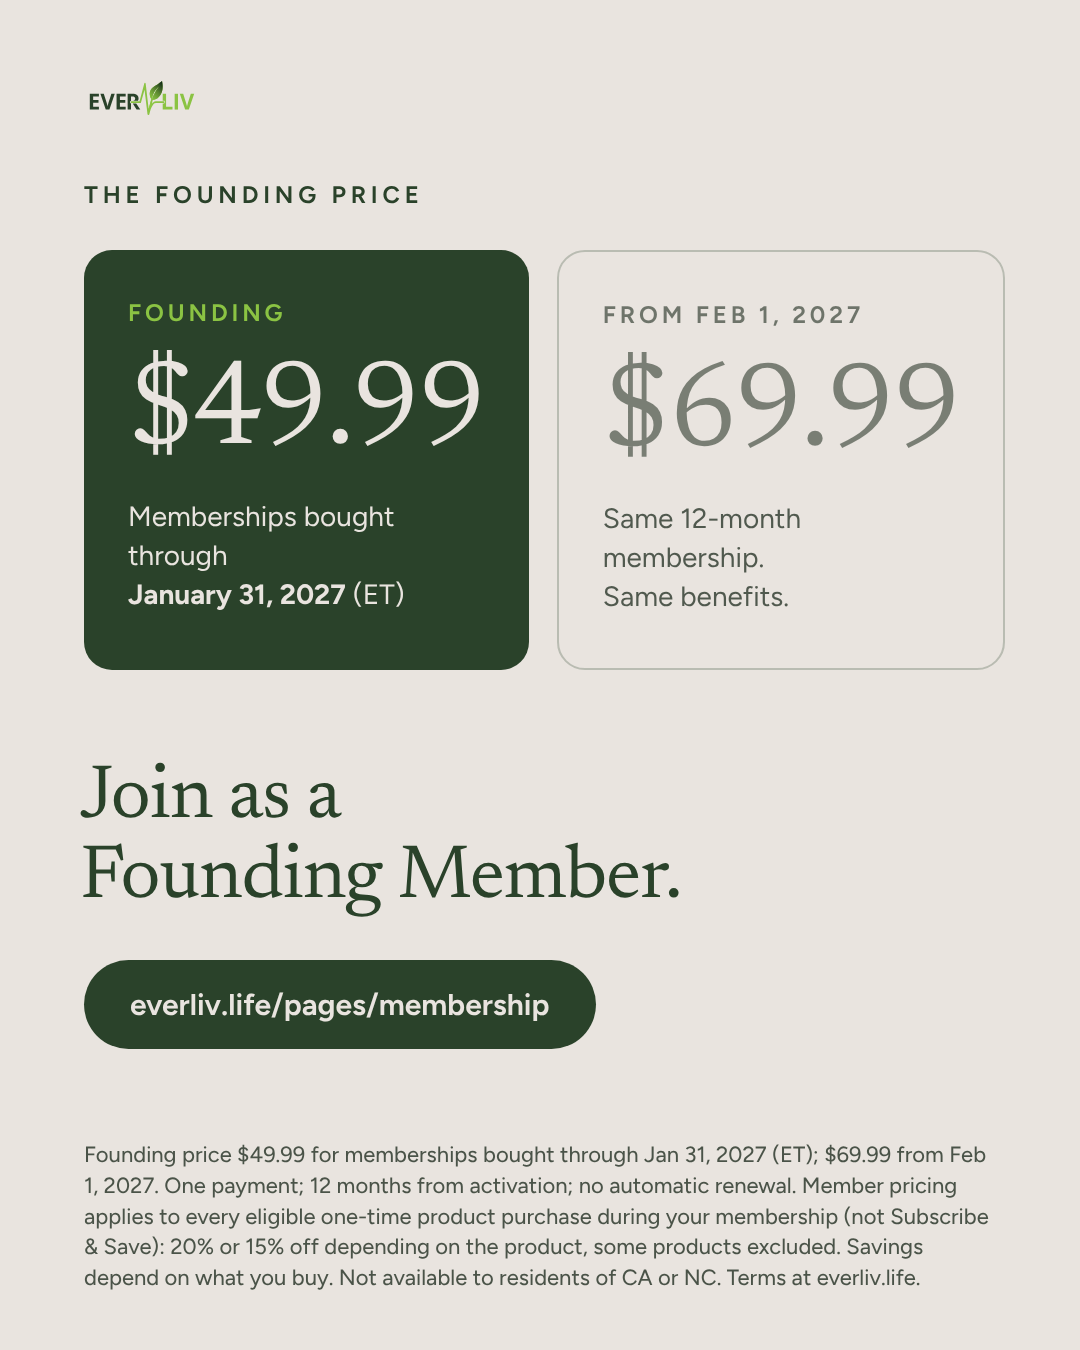 EVERLIV
THE FOUNDING PRICE
FOUNDING
$49.99
Memberships bought
through
January 31, 2027 (ET)
FROM FEB 1, 2027
$69.99
Same 12-month
membership.
Same benefits.
Join as a
Founding Member.
everliv.life/pages/membership
Founding price $49.99 for memberships bought through Jan 31, 2027 (ET); $69.99 from Feb
1, 2027. One payment; 12 months from activation; no automatic renewal. Member pricing
applies to every eligible one-time product purchase during your membership (not Subscribe
& Save): 20% or 15% off depending on the product, some products excluded. Savings
depend on what you buy. Not available to residents of CA or NC. Terms at everliv.life.